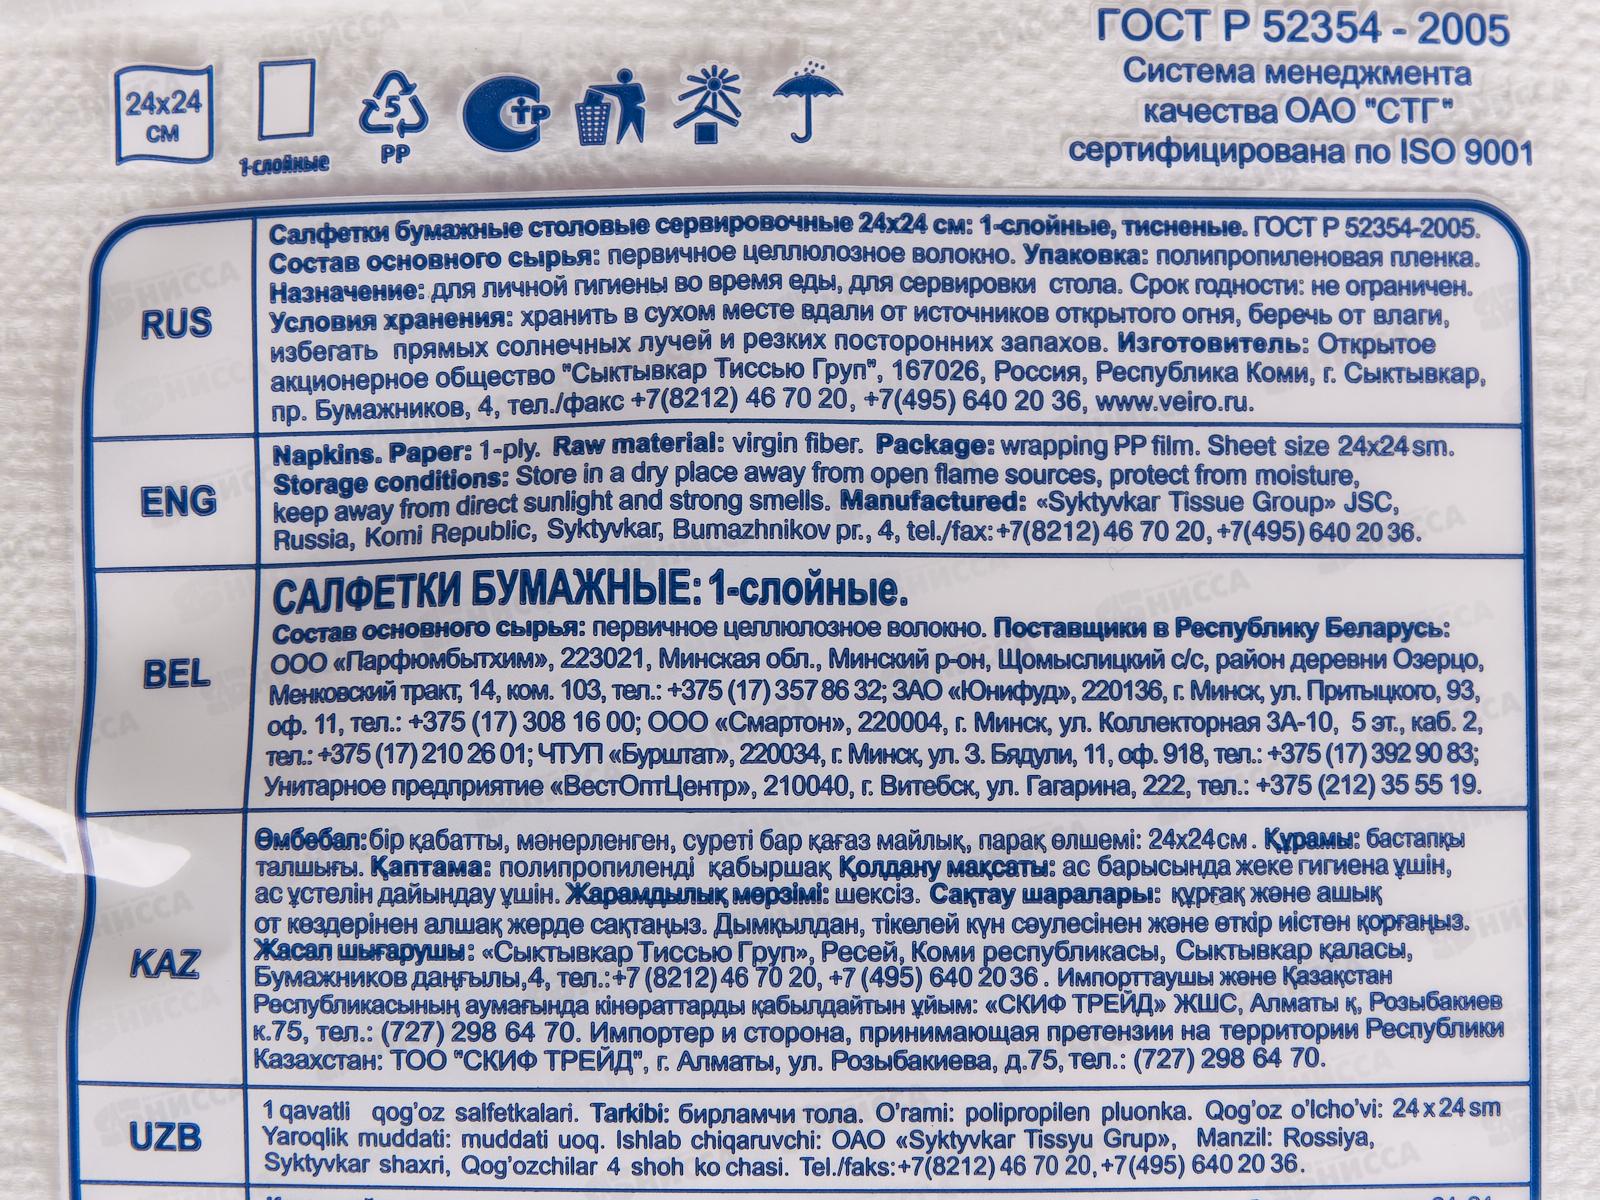 ГОСТ Р 52354 - 2005
Система менеджмента
качества ОАО "СТГ"
сертифицирована по ISO 9001
24х24
СМ
1-слойные
5
PP
тР
RUS
Салфетки бумажные столовые сервировочные 24х24 см: 1-слойные, тисненые. ГОСТ Р 52354-2005.
Состав основного сырья: первичное целлюлозное волокно. Упаковка: полипропиленовая пленка.
Назначение: для личной гигиены во время еды, для сервировки стола. Срок годности: не ограничен.
Условия хранения: хранить в сухом месте вдали от источников открытого огня, беречь от влаги,
избегать прямых солнечных лучей и резких посторонних запахов. Изготовитель: Открытое
акционерное общество "Сыктывкар Тиссью Груп", 167026, Россия, Республика Коми, г. Сыктывкар,
пр. Бумажников, 4, тел./факс +7(8212) 46 70 20, +7(495) 640 20 36, www.veiro.ru.
ENG
Napkins. Paper: 1-ply. Raw material: virgin fiber. Package: wrapping PP film. Sheet size 24x24 sm.
Storage conditions: Store in a dry place away from open flame sources, protect from moisture,
keep away from direct sunlight and strong smells. Manufactured: «Syktyvkar Tissue Group» JSC,
Russia, Komi Republic, Syktyvkar, Bumazhnikov pr., 4, tel./fax:+7(8212) 46 70 20, +7(495) 640 20 36.
BEL
САЛФЕТКИ БУМАЖНЫЕ: 1-слойные.
Состав основного сырья: первичное целлюлозное волокно. Поставщики в Республику Беларусь:
ООО «Парфюмбытхим», 223021, Минская обл., Минский р-он, Щомыслицкий с/с, район деревни Озерцо,
Менковский тракт, 14, ком. 103, тел.: +375 (17) 357 86 32; ЗАО «Юнифуд», 220136, г. Минск, ул. Притыцкого, 93,
оф. 11, тел.: +375 (17) 308 16 00; ООО «Смартон», 220004, г. Минск, ул. Коллекторная 3А-10, 5 эт., каб. 2,
тел.: +375 (17) 210 26 01; ЧТУП «Бурштат», 220034, г. Минск, ул. З. Бядули, 11, оф. 918, тел.: +375 (17) 392 90 83;
Унитарное предприятие «ВестОптЦентр», 210040, г. Витебск, ул. Гагарина, 222, тел.: +375 (212) 35 55 19.
KAZ
Өмбебап: бір қабатты, мәнерленген, суреті бар қағаз майлық, парақ өлшемі: 24х24см. Құрамы: бастапқы
талшығы. Қаптама: полипропиленді қабыршақ Қолдану мақсаты: ас барысында жеке гигиена үшін,
ас үстелін дайындау үшін. Жарамдылық мерзімі: шексіз. Сақтау шаралары: құрғақ және ашық
от көздерінен алшақ жерде сақтаңыз. Дымқылдан, тікелей күн сәулесінен және өткір иістен қорғаңыз.
Жасап шығарушы: «Сыктывкар Тиссью Груп», Ресей, Коми республикасы, Сыктывкар қаласы,
Бумажников даңғылы,4, тел.:+7 (8212) 46 70 20, +7 (495) 640 20 36 . Импорттаушы және Қазақстан
Республикасының аумағында кінәраттарды қабылдайтын ұйым: «СКИФ ТРЕЙД» ЖШС, Алматы қ, Розыбакиев
к.75, тел.: (727) 298 64 70. Импортер и сторона, принимающая претензии на территории Республики
Казахстан: ТОО "СКИФ ТРЕЙД", г. Алматы, ул. Розыбакиева, д.75, тел.: (727) 298 64 70.
UZB
1 qavatli qog'oz salfetkalari. Tarkibi: бирламчи тола. O'rami: polipropilen pluonka. Qog'oz o'lcho'vi: 24 x 24 sm
Yaroqlik muddati: muddati uoq. Ishlab chiqaruvchi: ОАО «Syktyvkar Tissyu Grup», Manzil: Rossiya,
Syktyvkar shaxri, Qog'ozchilar 4 shoh ko chasi. Tel./faks:+7(8212) 46 70 20, +7(495) 640 20 36.